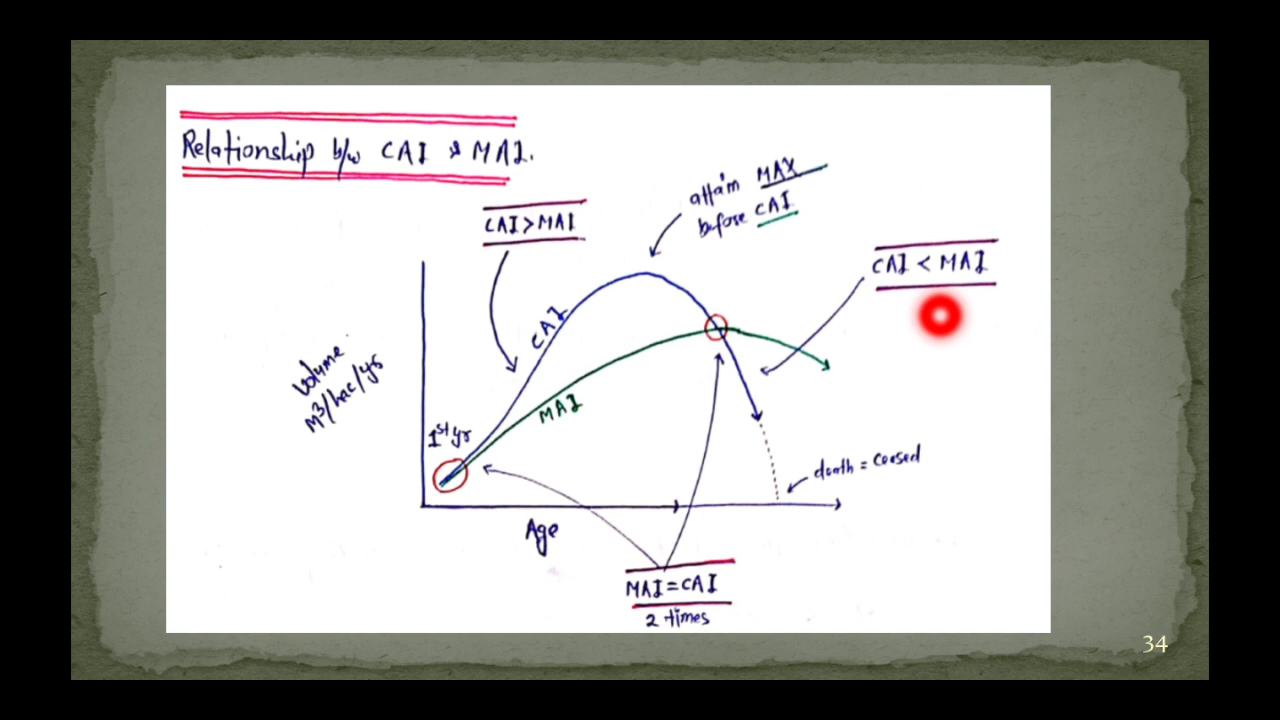 Relationship b/w CAI & MAI.
CAI > MAI
attain MAX
before CAI
CAI < MAI
CAI
MAI
Volume
m3/hac/yr
1st yr
death = ceased
Age
MAI = CAI
2 times
34